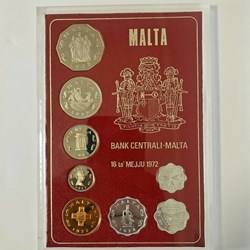 MALTA
BANK CENTRALI-MALTA
16 ta' MEJJU 1972